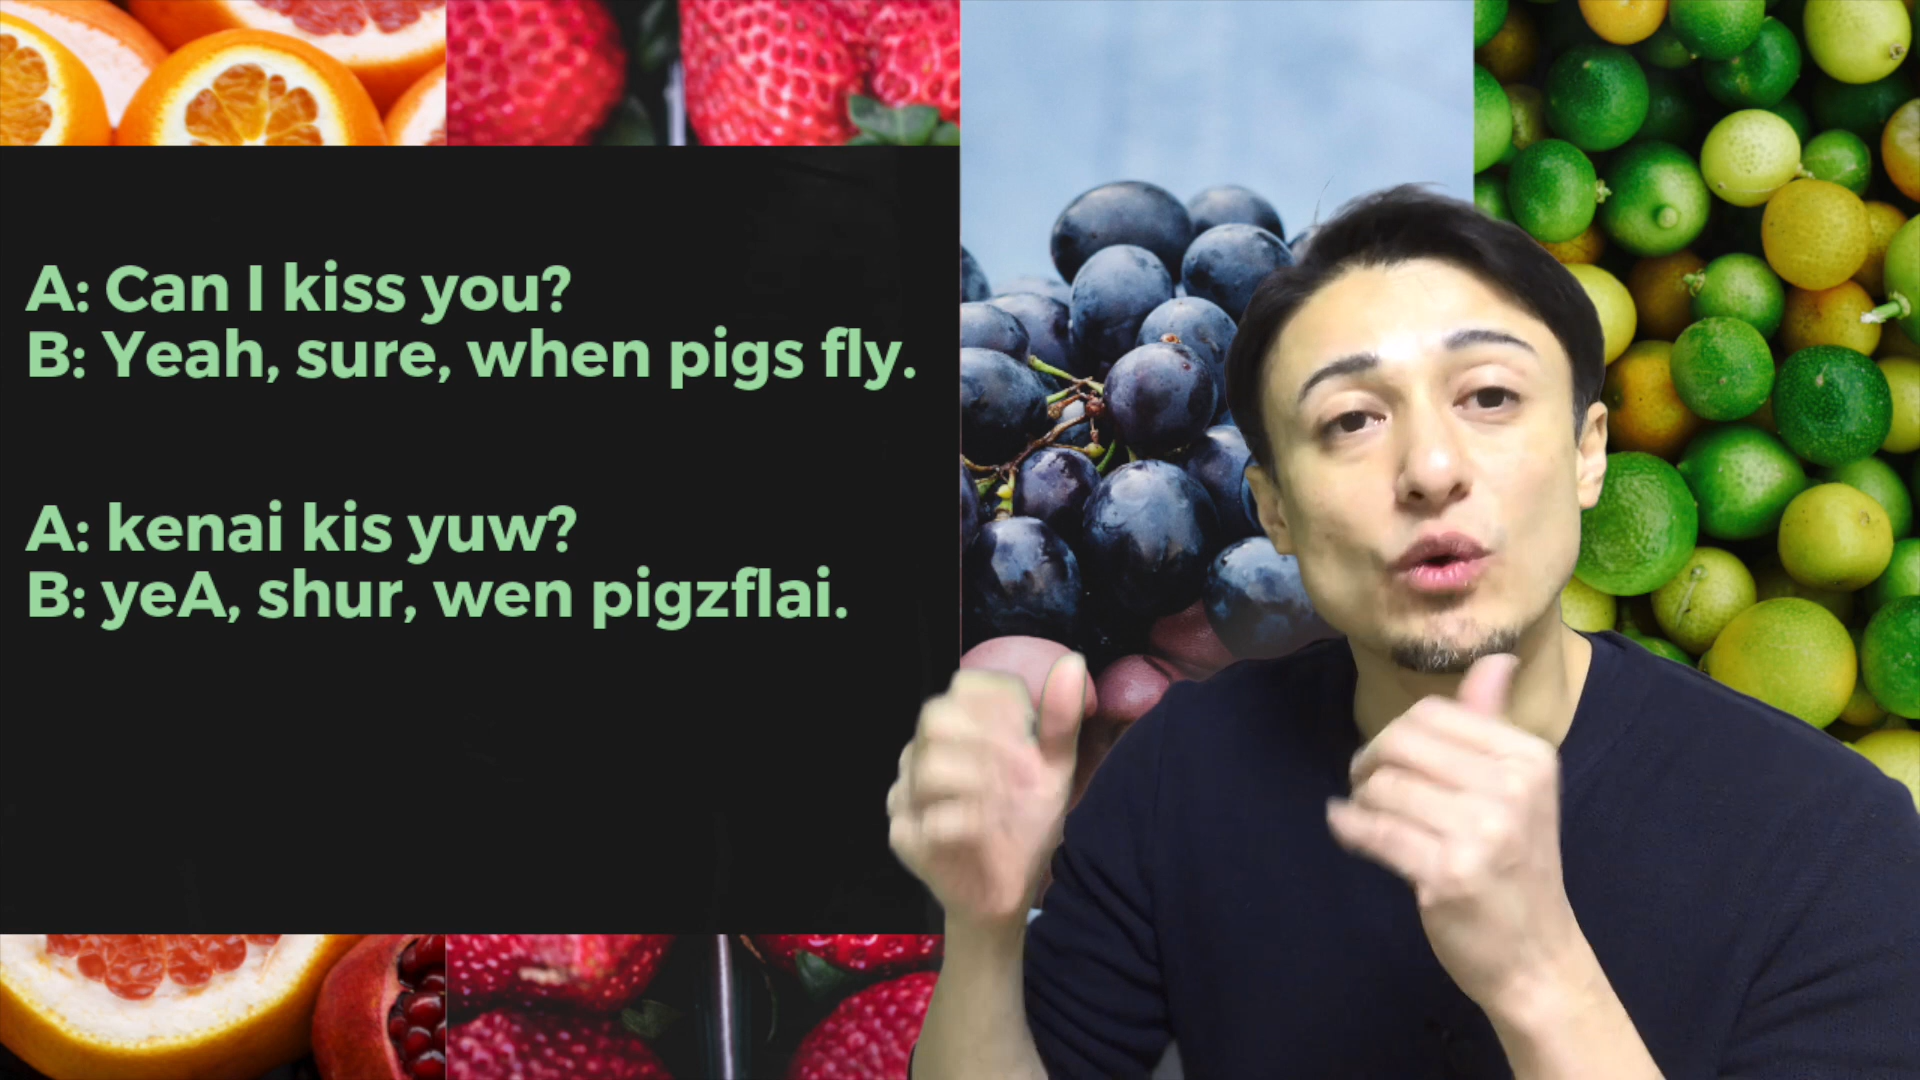 A: Can I kiss you?
B: Yeah, sure, when pigs fly.
A: kenai kis yuw?
B: yeA, shur, wen pigzflai.